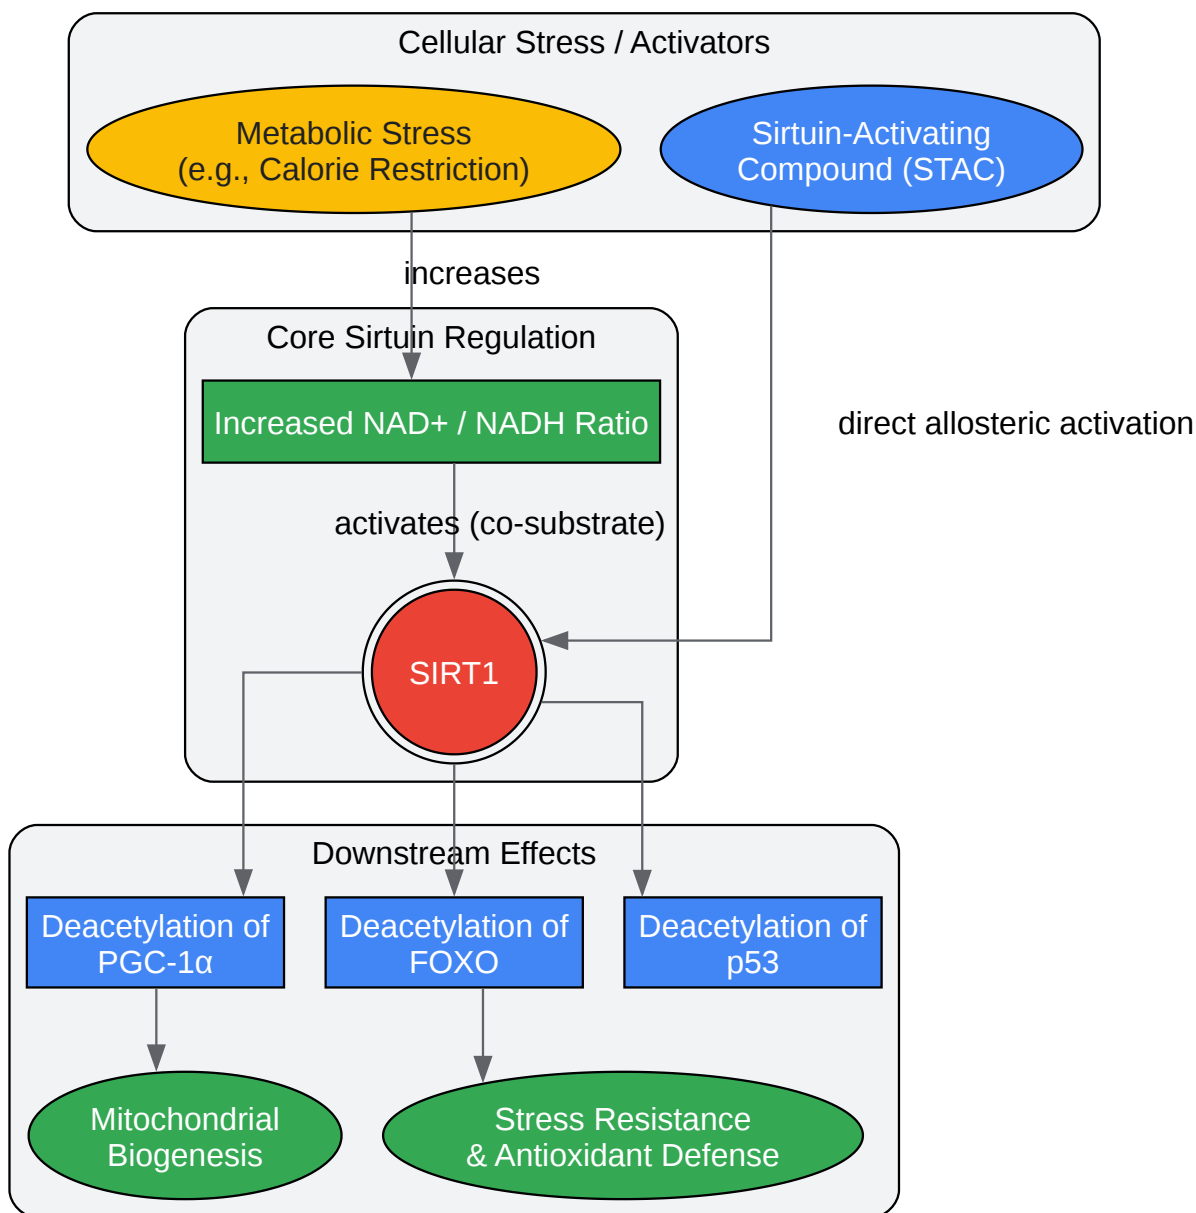 Cellular Stress / Activators
Metabolic Stress
(e.g., Calorie Restriction)
Sirtuin-Activating
Compound (STAC)
increases
Core Sirtuin Regulation
Increased NAD+ / NADH Ratio
direct allosteric activation
activates (co-substrate)
SIRT1
Downstream Effects
Deacetylation of
PGC-1α
Deacetylation of
FOXO
Deacetylation of
p53
Mitochondrial
Biogenesis
Stress Resistance
& Antioxidant Defense